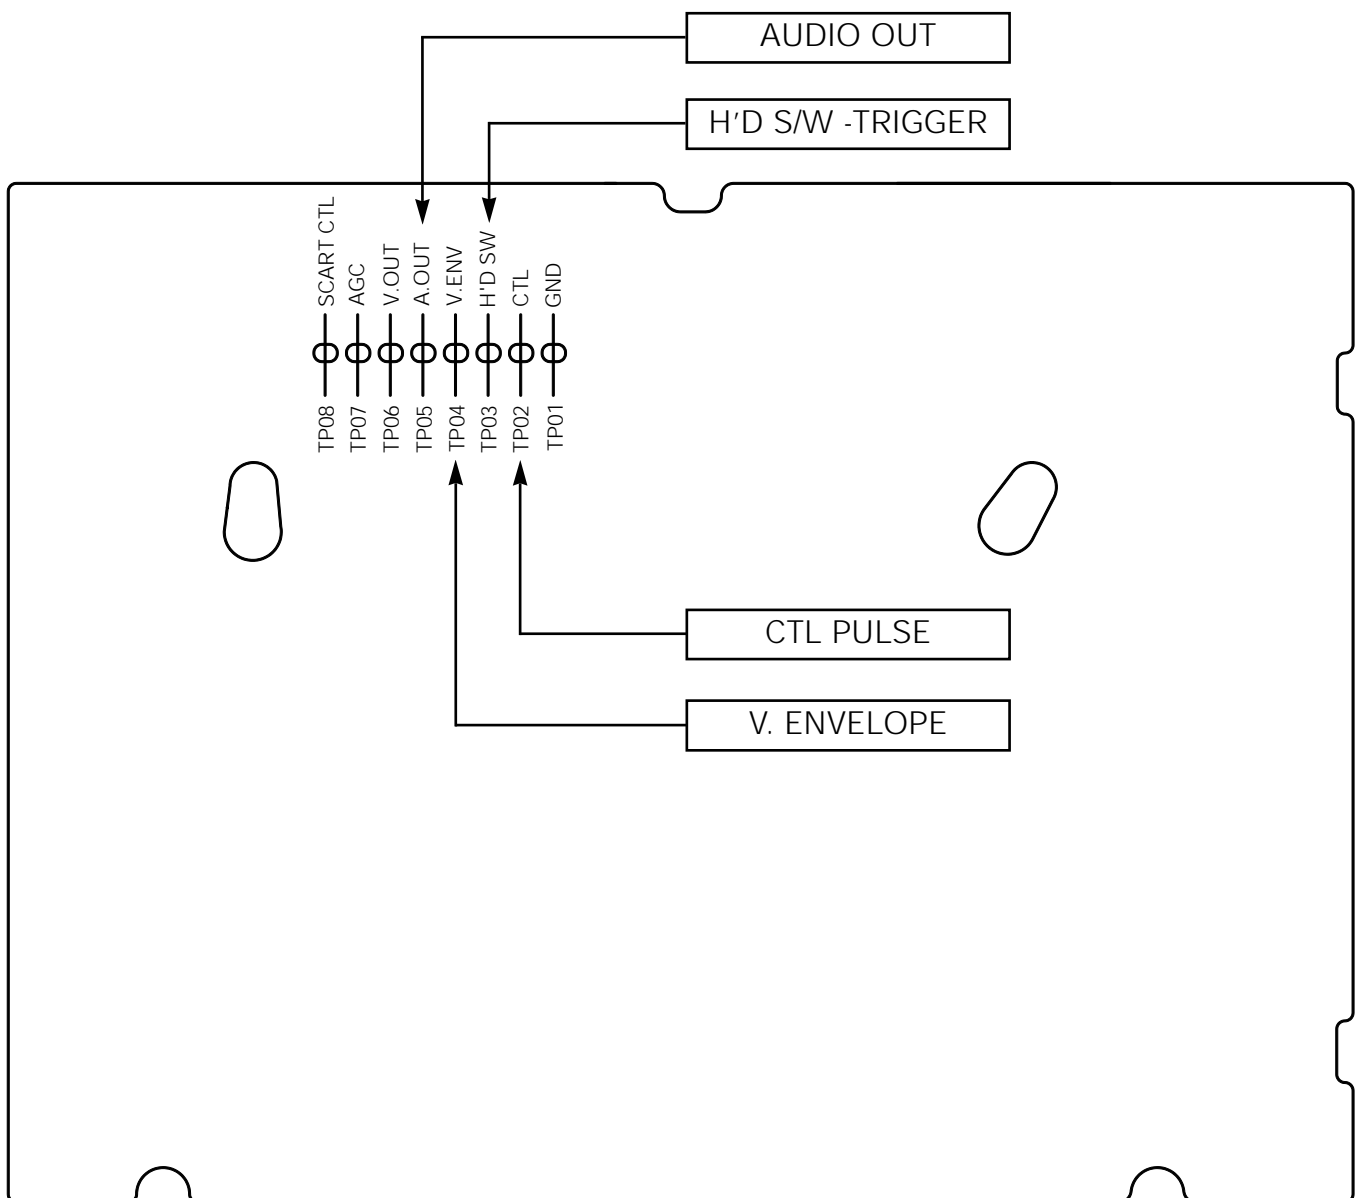 AUDIO OUT
H'D S/W -TRIGGER
SCART CTL
AGC
V.OUT
A.OUT
V.ENV
H'D SW
CTL
GND
TP08
TP07
TP06
TP05
TP04
TP03
TP02
TP01
CTL PULSE
V. ENVELOPE